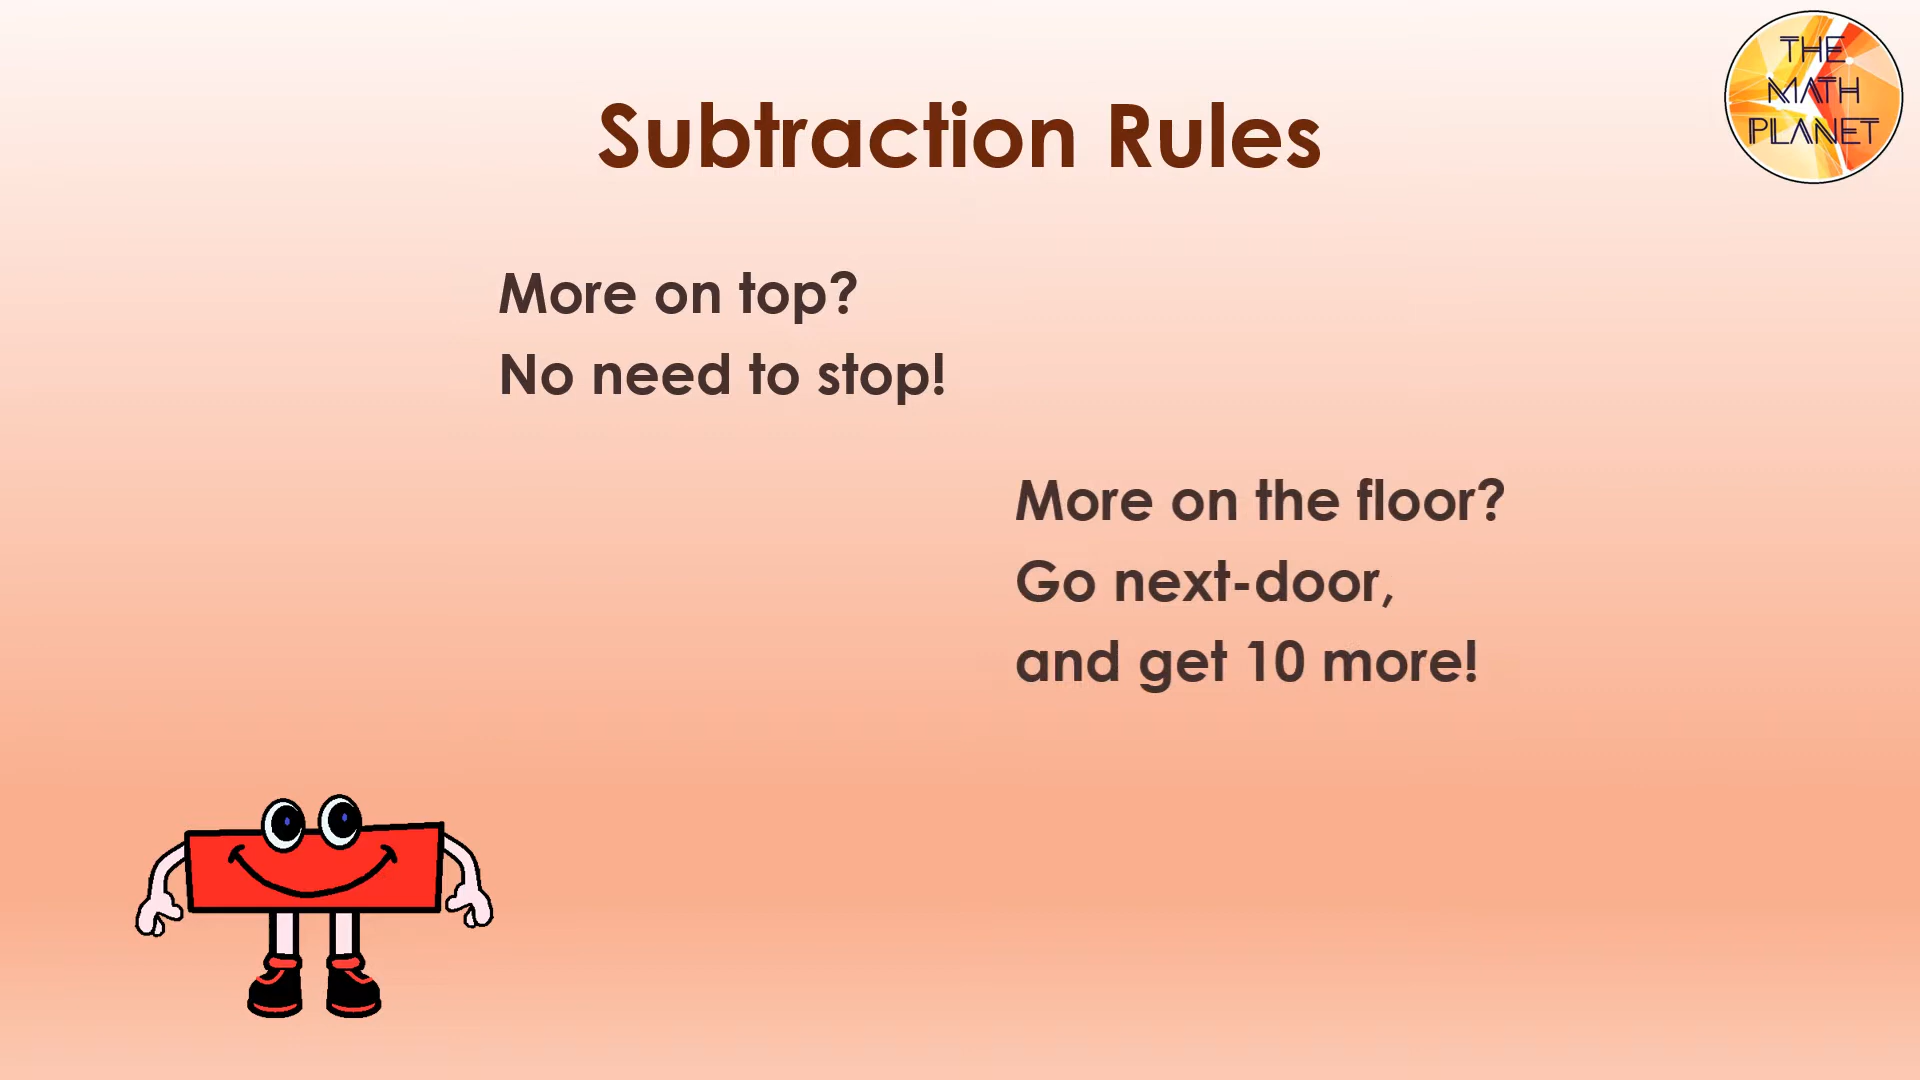 THE
MATH
PLANET
Subtraction Rules
More on top?
No need to stop!
More on the floor?
Go next-door,
and get 10 more!